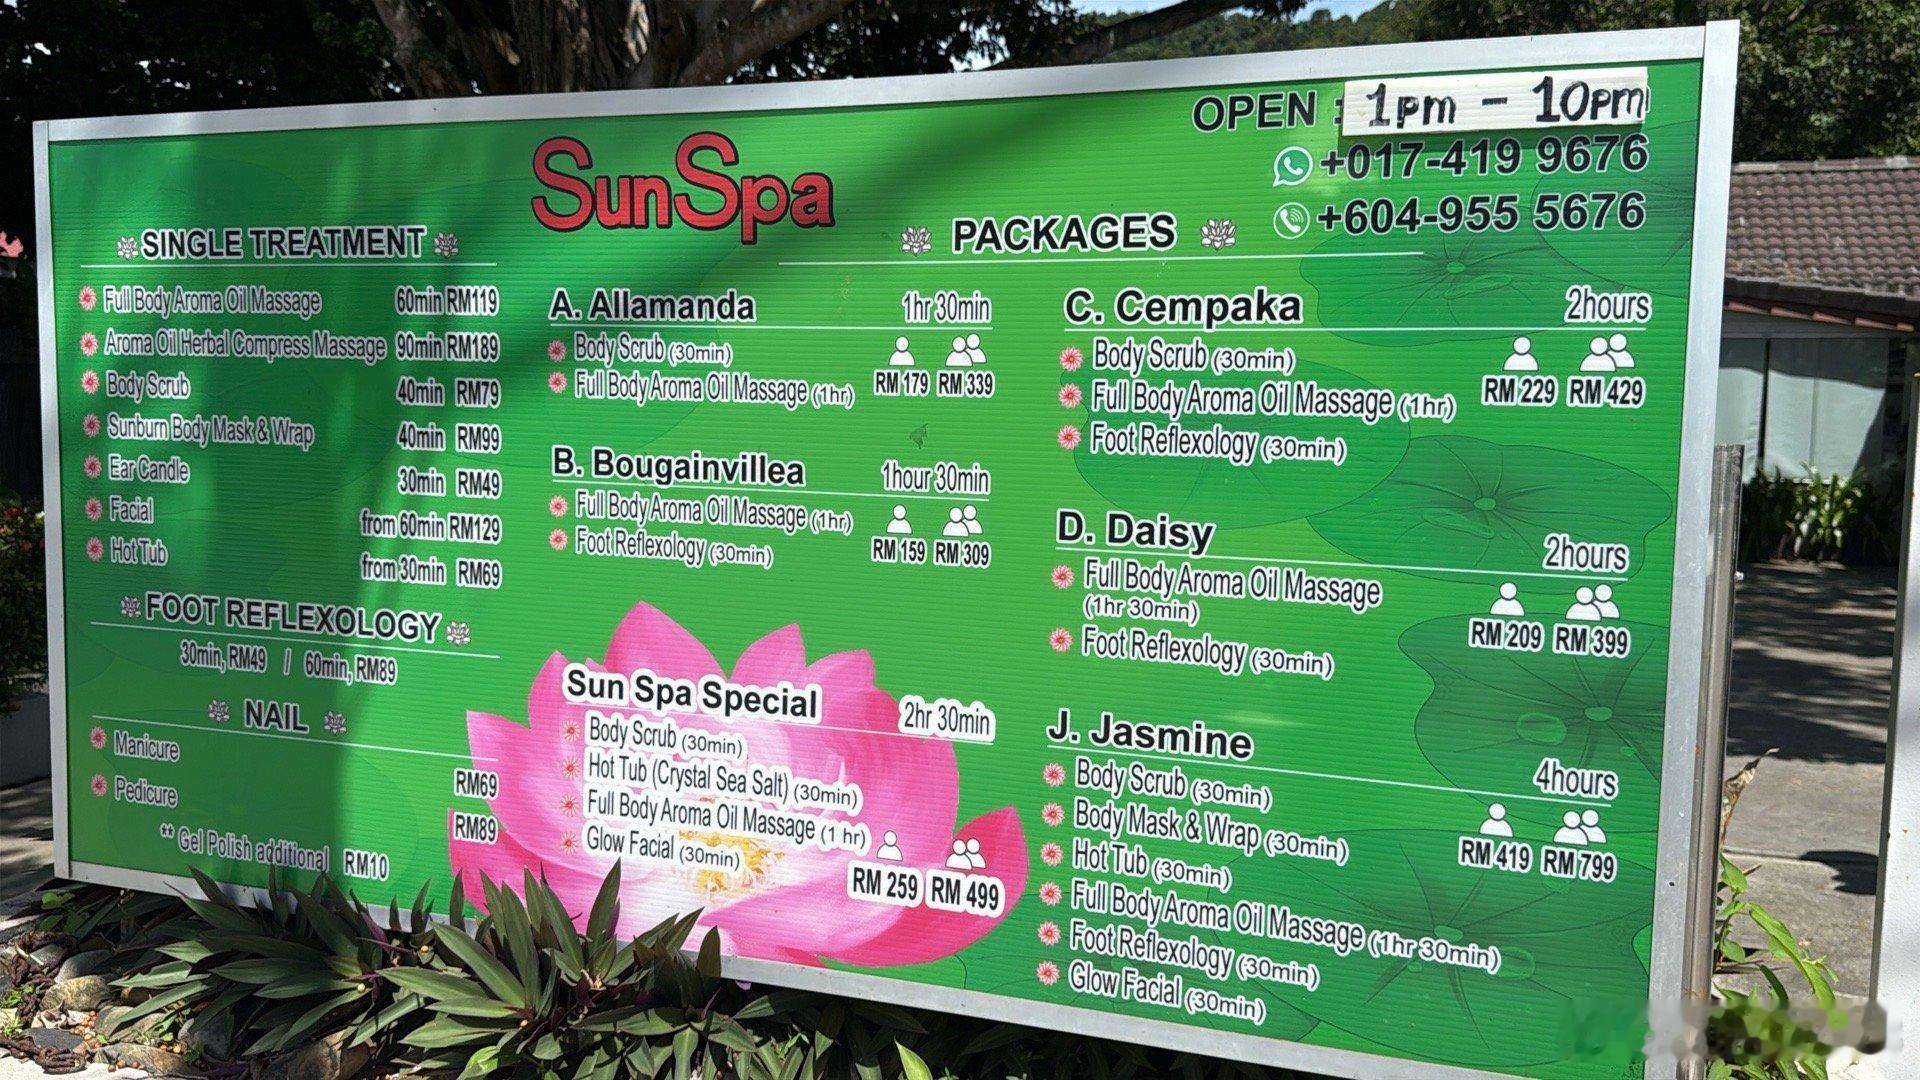 SunSpa
OPEN : 1pm - 10pm
+017-419 9676
+604-955 5676
SINGLE TREATMENT
Full Body Aroma Oil Massage 60min RM119
Aroma Oil Herbal Compress Massage 90min RM189
Body Scrub 40min RM79
Sunburn Body Mask & Wrap 40min RM99
Ear Candle 30min RM49
Facial from 60min RM129
Hot Tub from 30min RM69
FOOT REFLEXOLOGY
30min, RM49 / 60min, RM89
NAIL
Manicure RM69
Pedicure RM89
** Gel Polish additional RM10
PACKAGES
A. Allamanda 1hr 30min
Body Scrub (30min)
Full Body Aroma Oil Massage (1hr)
RM 179 RM 339
B. Bougainvillea 1hour 30min
Full Body Aroma Oil Massage (1hr)
Foot Reflexology (30min)
RM 159 RM 309
Sun Spa Special 2hr 30min
Body Scrub (30min)
Hot Tub (Crystal Sea Salt) (30min)
Full Body Aroma Oil Massage (1 hr)
Glow Facial (30min)
RM 259 RM 499
C. Cempaka 2hours
Body Scrub (30min)
Full Body Aroma Oil Massage (1hr)
Foot Reflexology (30min)
RM 229 RM 429
D. Daisy 2hours
Full Body Aroma Oil Massage
(1hr 30min)
Foot Reflexology (30min)
RM 209 RM 399
J. Jasmine 4hours
Body Scrub (30min)
Body Mask & Wrap (30min)
Hot Tub (30min)
Full Body Aroma Oil Massage (1hr 30min)
Foot Reflexology (30min)
Glow Facial (30min)
RM 419 RM 799